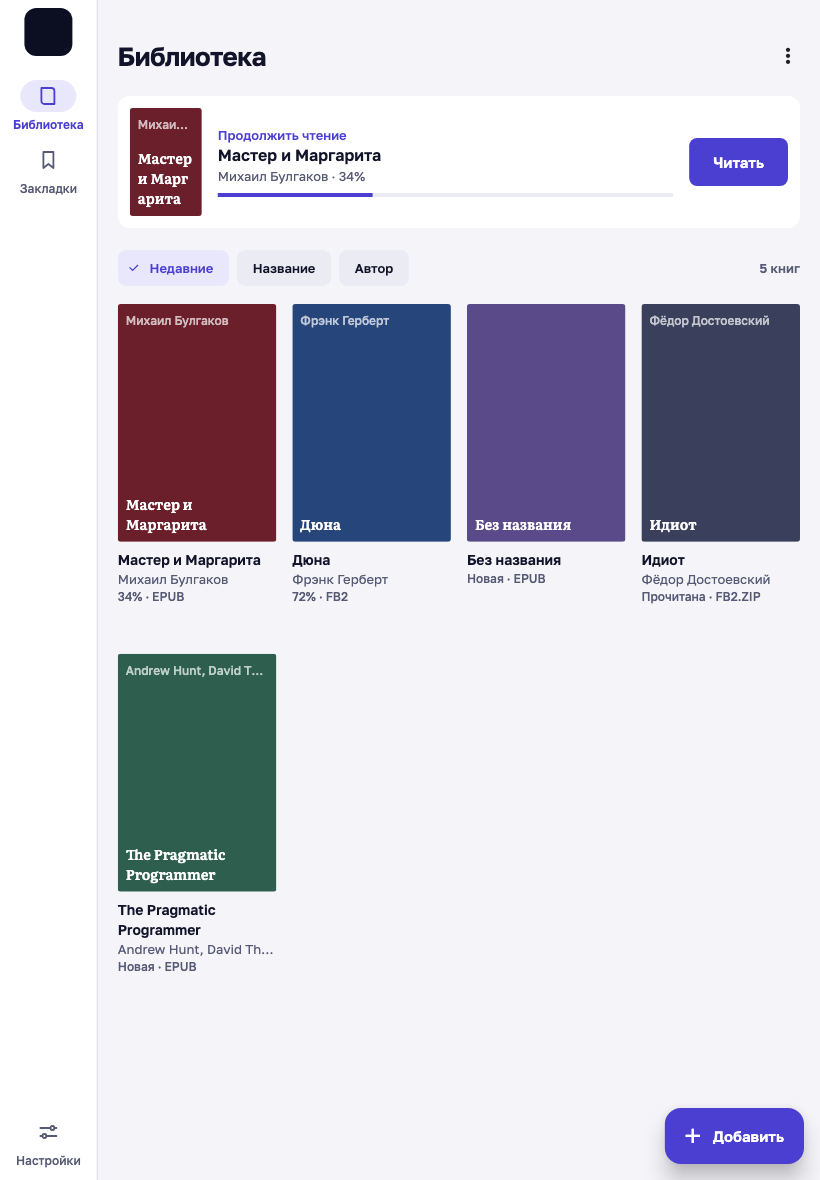 Библиотека
Закладки
Настройки
Библиотека
Михаи...
Мастер
и Марг
арита
Продолжить чтение
Мастер и Маргарита
Михаил Булгаков · 34%
Читать
Недавние
Название
Автор
5 книг
Михаил Булгаков
Мастер и
Маргарита
Мастер и Маргарита
Михаил Булгаков
34% · EPUB
Фрэнк Герберт
Дюна
Дюна
Фрэнк Герберт
72% · FB2
Без названия
Без названия
Новая · EPUB
Фёдор Достоевский
Идиот
Идиот
Фёдор Достоевский
Прочитана · FB2.ZIP
Andrew Hunt, David T...
The Pragmatic
Programmer
The Pragmatic
Programmer
Andrew Hunt, David Th...
Новая · EPUB
Добавить